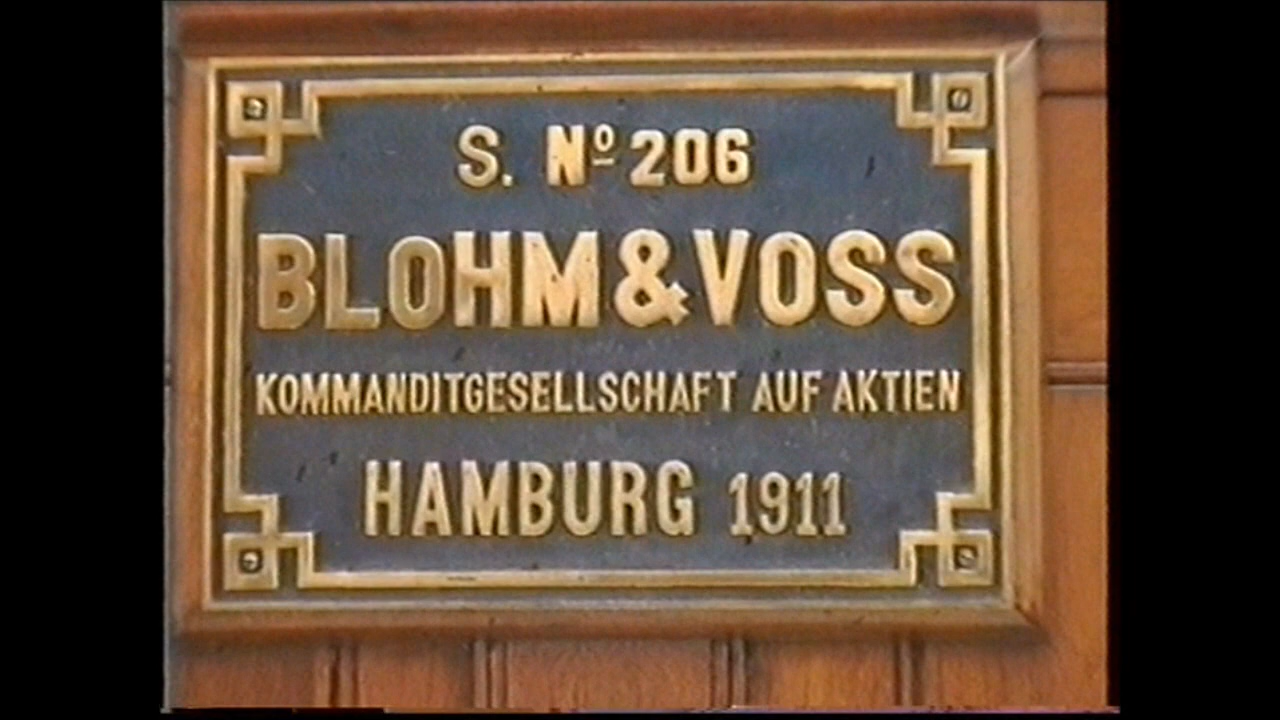 S. Nº 206
BLOHM & VOSS
KOMMANDITGESELLSCHAFT AUF AKTIEN
HAMBURG 1911